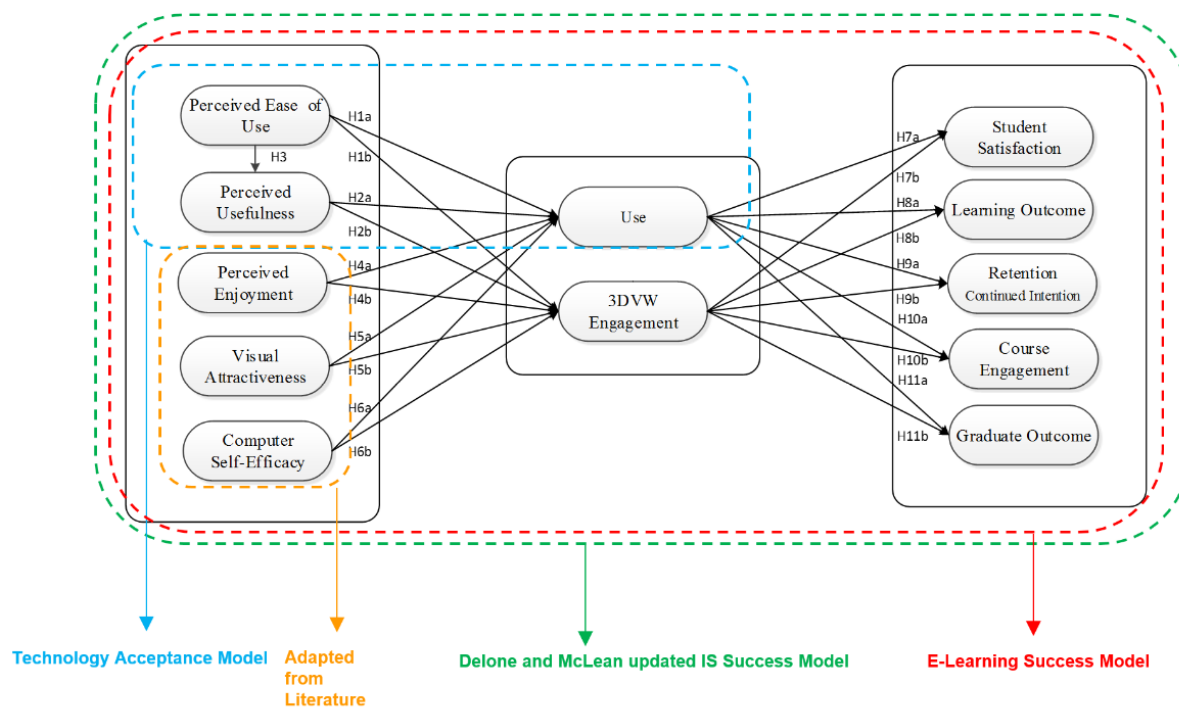 Perceived Ease of
Use
H3
Perceived
Usefulness
Perceived
Enjoyment
Visual
Attractiveness
Computer
Self-Efficacy
H1a
H1b
H2a
H2b
H4a
H4b
H5a
H5b
H6a
H6b
Use
3DVW
Engagement
H7a
H7b
H8a
H8b
H9a
H9b
H10a
H10b
H11a
H11b
Student
Satisfaction
Learning Outcome
Retention
Continued Intention
Course
Engagement
Graduate Outcome
Technology Acceptance Model
Adapted
from
Literature
Delone and McLean updated IS Success Model
E-Learning Success Model